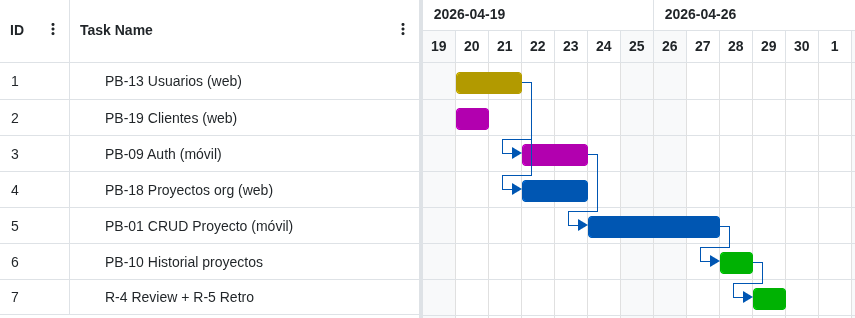 ID Task Name 2026-04-19 2026-04-26
19 20 21 22 23 24 25 26 27 28 29 30 1
1 PB-13 Usuarios (web)
2 PB-19 Clientes (web)
3 PB-09 Auth (móvil)
4 PB-18 Proyectos org (web)
5 PB-01 CRUD Proyecto (móvil)
6 PB-10 Historial proyectos
7 R-4 Review + R-5 Retro